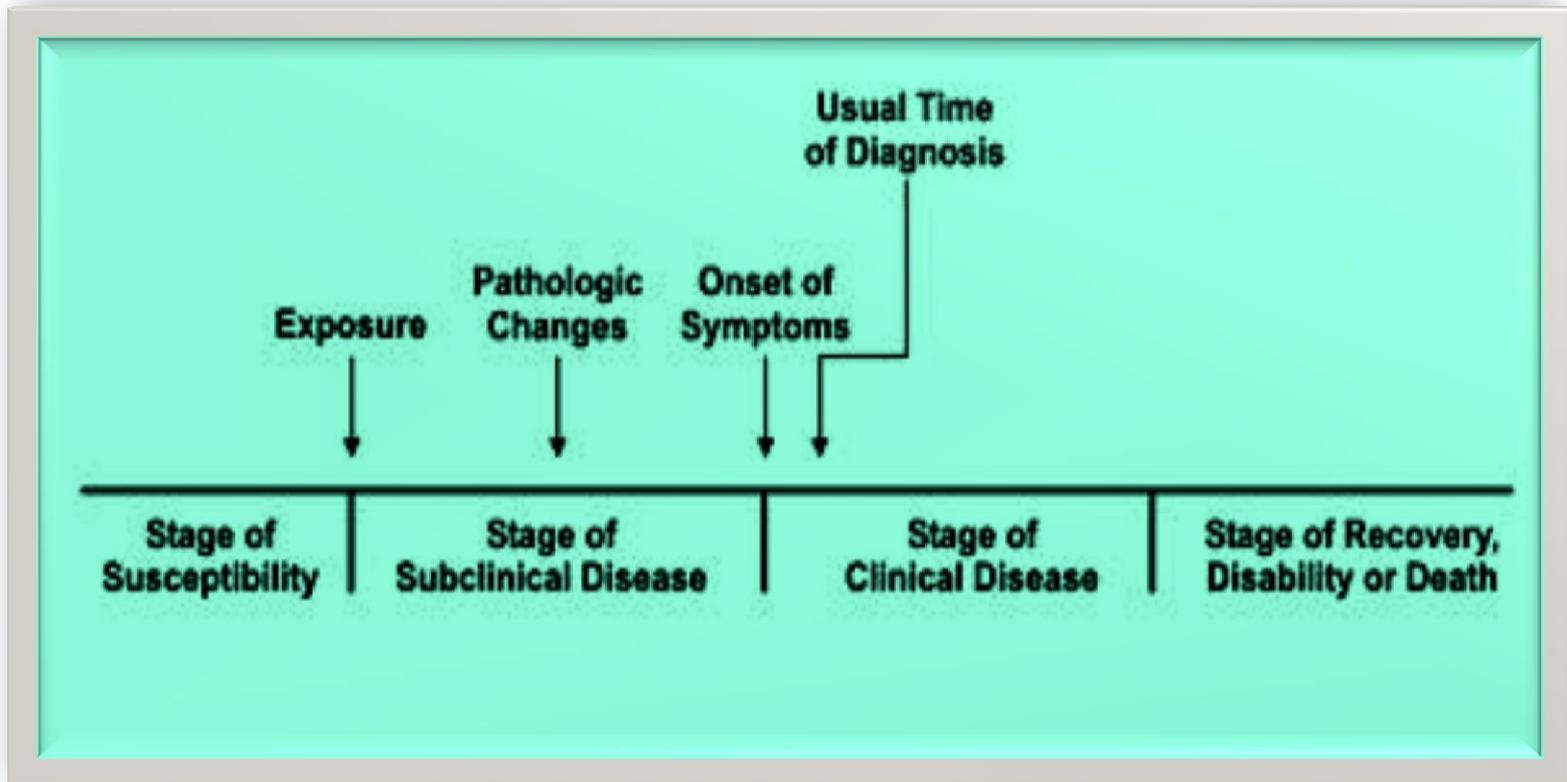 Usual Time
of Diagnosis
Pathologic
Changes
Onset of
Symptoms
Exposure
Stage of
Susceptibility
Stage of
Subclinical Disease
Stage of
Clinical Disease
Stage of Recovery,
Disability or Death